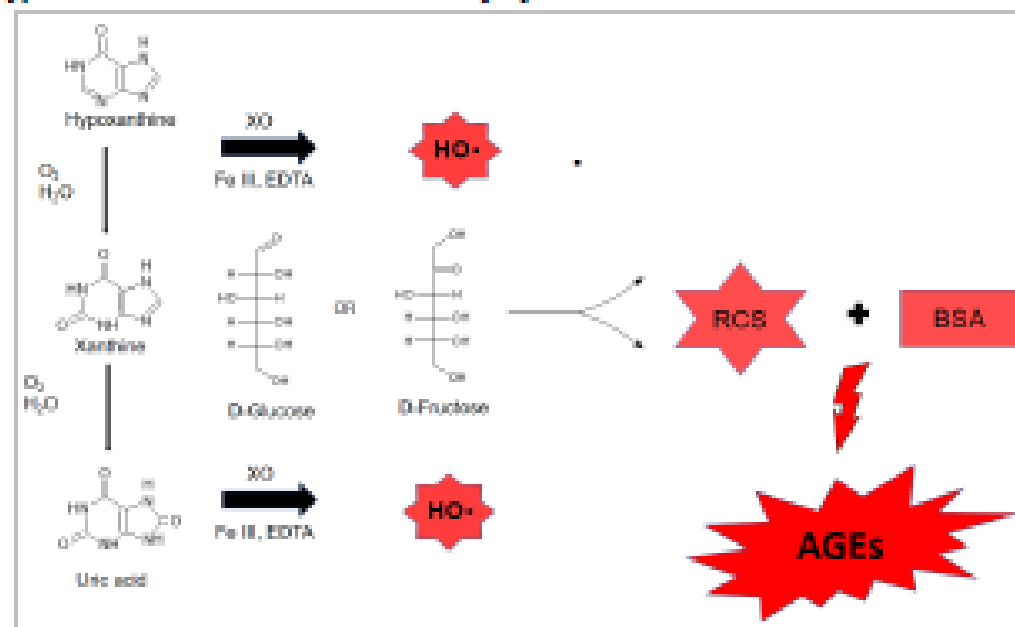 Hypoxanthine
XO
Fe III, EDTA
HO•
O₂
H₂O
Xanthine
D-Glucose
OR
D-Fructose
RCS
+
BSA
O₂
H₂O
XO
Fe III, EDTA
HO•
Uric acid
AGEs